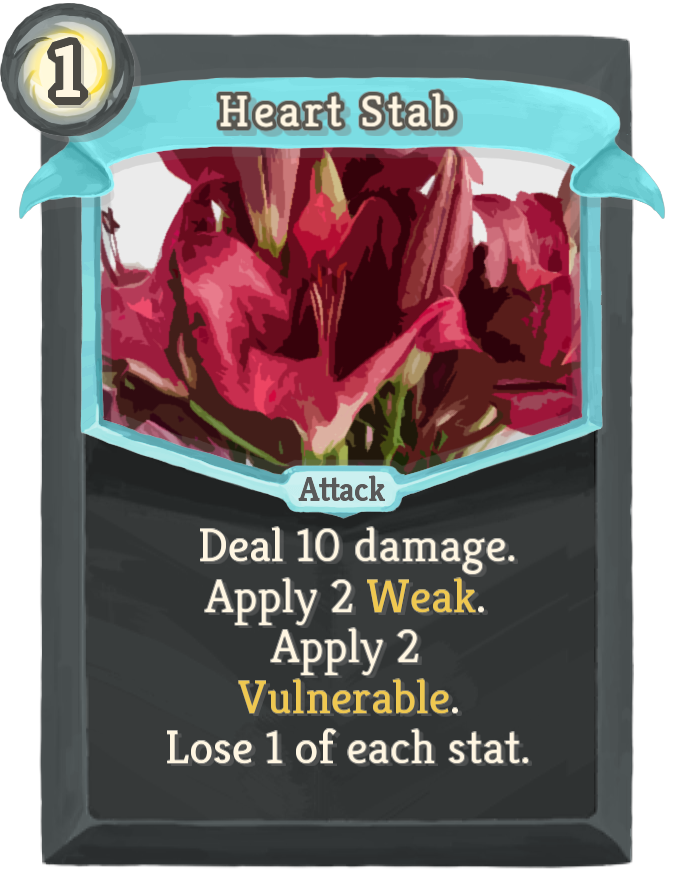 1
Heart Stab
Attack
Deal 10 damage.
Apply 2 Weak.
Apply 2
Vulnerable.
Lose 1 of each stat.